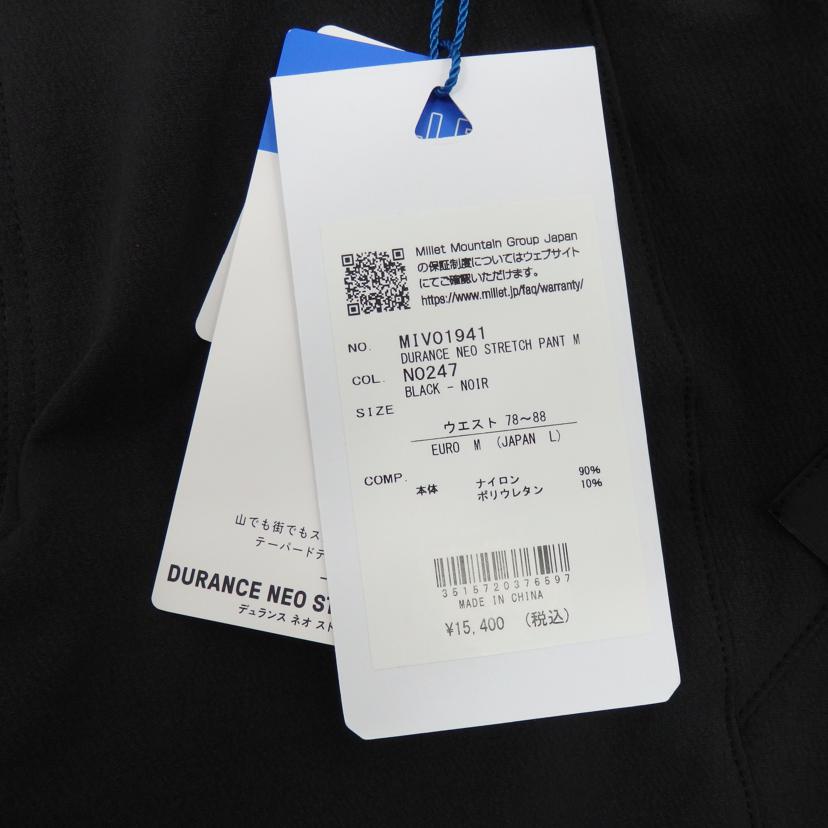 Millet Mountain Group Japan
の保証制度についてはウェブサイト
にてご確認いただけます。
https://www.millet.jp/faq/warranty/
NO. MIV01941
DURANCE NEO STRETCH PANT M
COL. N0247
BLACK - NOIR
SIZE
ウエスト 78～88
EURO M (JAPAN L)
COMP.
本体 ナイロン 90%
ポリウレタン 10%
3515720376597
MADE IN CHINA
¥15,400 (税込)
山でも街でもス
テーパードデ
DURANCE NEO ST
デュランス ネオ スト